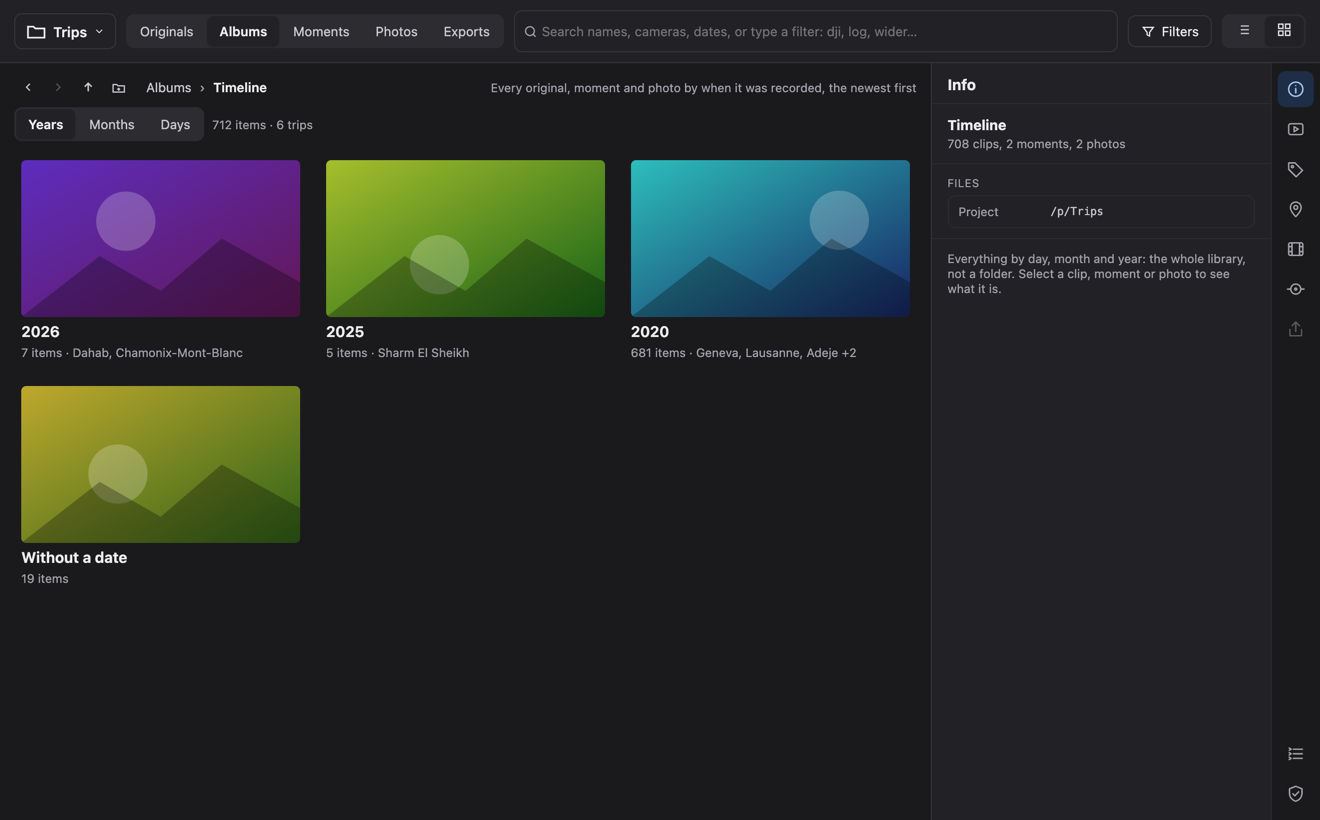 Trips
Originals
Albums
Moments
Photos
Exports
Search names, cameras, dates, or type a filter: dji, log, wider...
Filters
Albums › Timeline
Every original, moment and photo by when it was recorded, the newest first
Years
Months
Days
712 items · 6 trips
2026
7 items · Dahab, Chamonix-Mont-Blanc
2025
5 items · Sharm El Sheikh
2020
681 items · Geneva, Lausanne, Adeje +2
Without a date
19 items
Info
Timeline
708 clips, 2 moments, 2 photos
FILES
Project /p/Trips
Everything by day, month and year: the whole library,
not a folder. Select a clip, moment or photo to see
what it is.